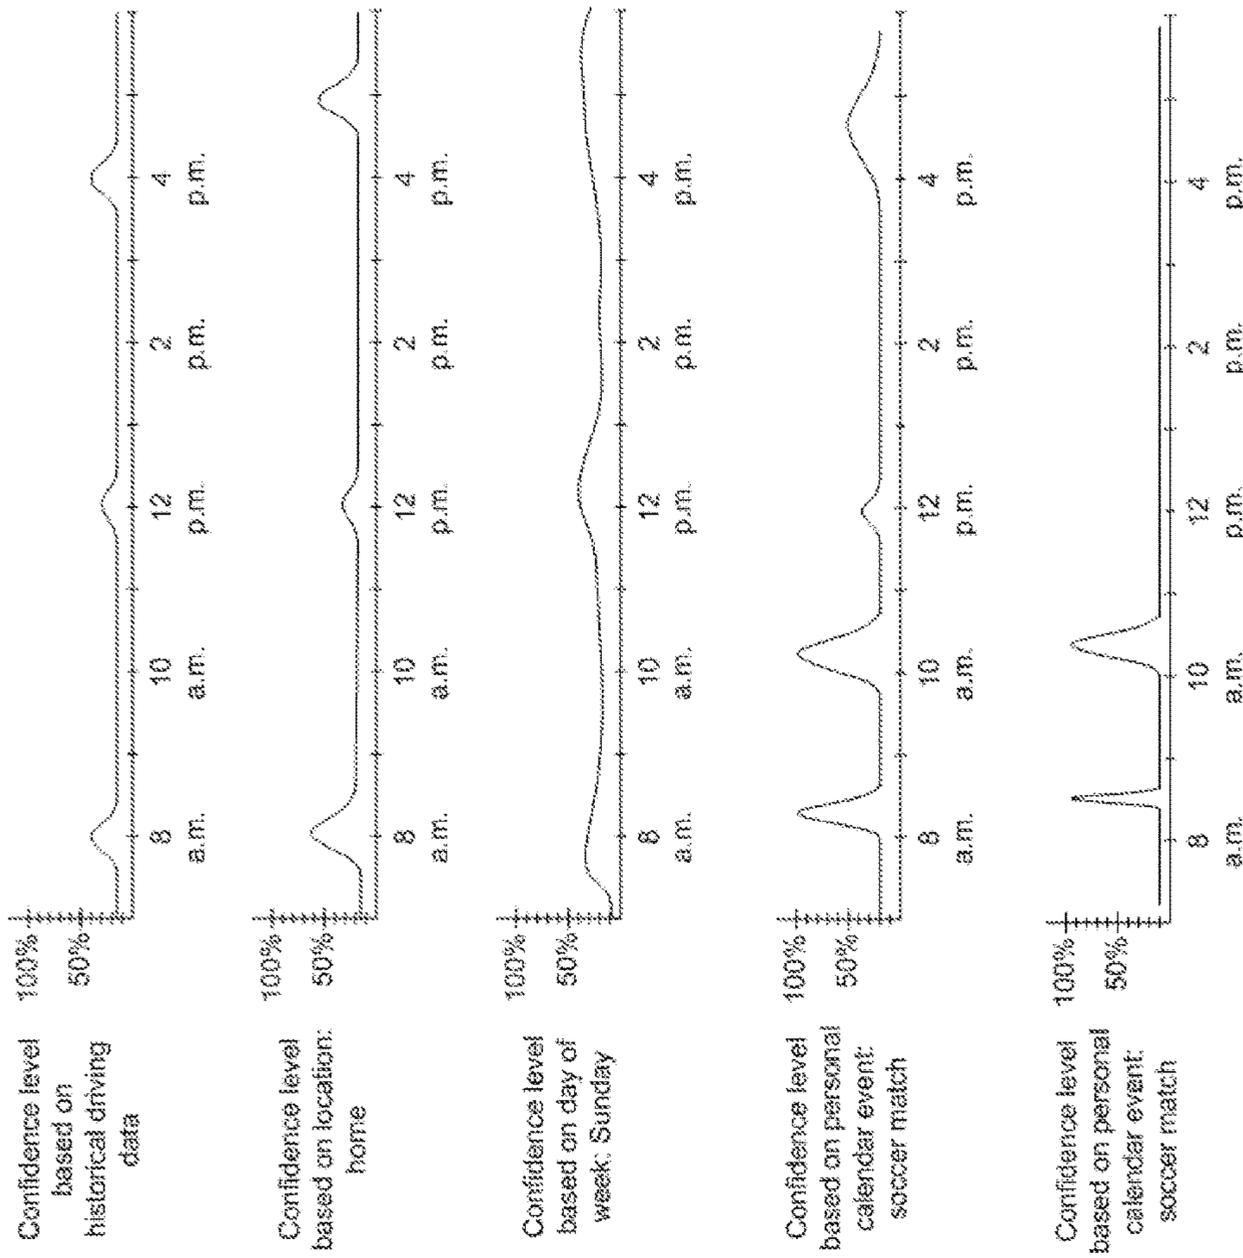 Confidence level
based on
historical driving
data
100%
50%
8
a.m.
10
a.m.
12
p.m.
2
p.m.
4
p.m.
Confidence level
based on location:
home
100%
50%
8
a.m.
10
a.m.
12
p.m.
2
p.m.
4
p.m.
Confidence level
based on day of
week: Sunday
100%
50%
8
a.m.
10
a.m.
12
p.m.
2
p.m.
4
p.m.
Confidence level
based on personal
calendar event:
soccer match
100%
50%
8
a.m.
10
a.m.
12
p.m.
2
p.m.
4
p.m.
Confidence level
based on personal
calendar event:
soccer match
100%
50%
8
a.m.
10
a.m.
12
p.m.
2
p.m.
4
p.m.